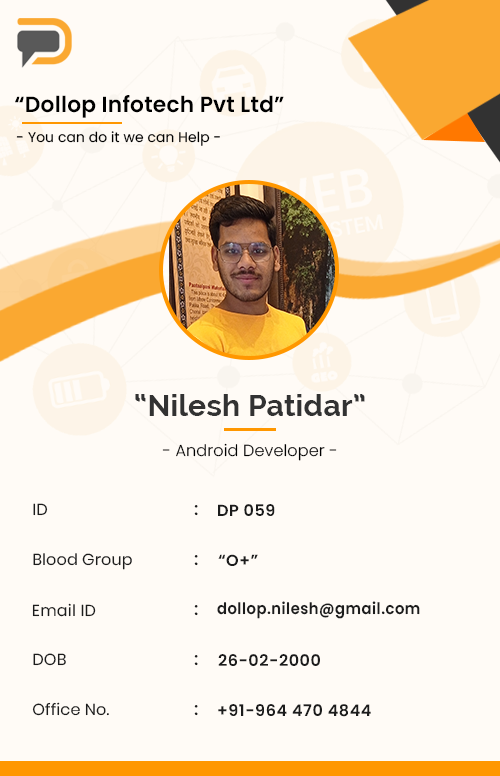 “Dollop Infotech Pvt Ltd”
- You can do it we can Help -
“Nilesh Patidar”
- Android Developer -
ID : DP 059
Blood Group : “O+”
Email ID : dollop.nilesh@gmail.com
DOB : 26-02-2000
Office No. : +91-964 470 4844